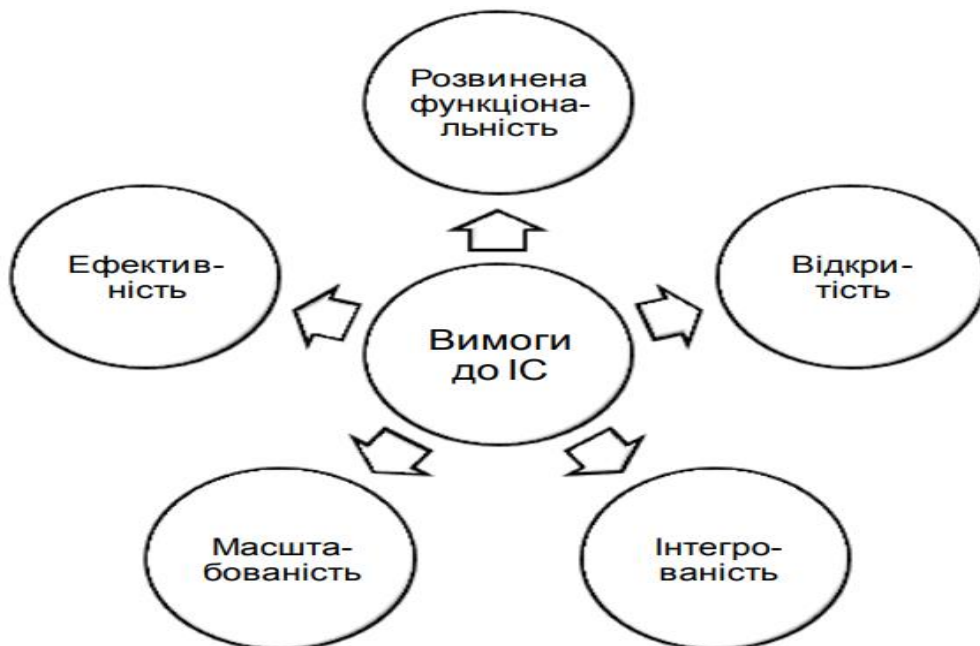 Розвинена
функціона-
льність
Ефектив-
ність
Відкри-
тість
Вимоги
до ІС
Масшта-
бованість
Інтегро-
ваність